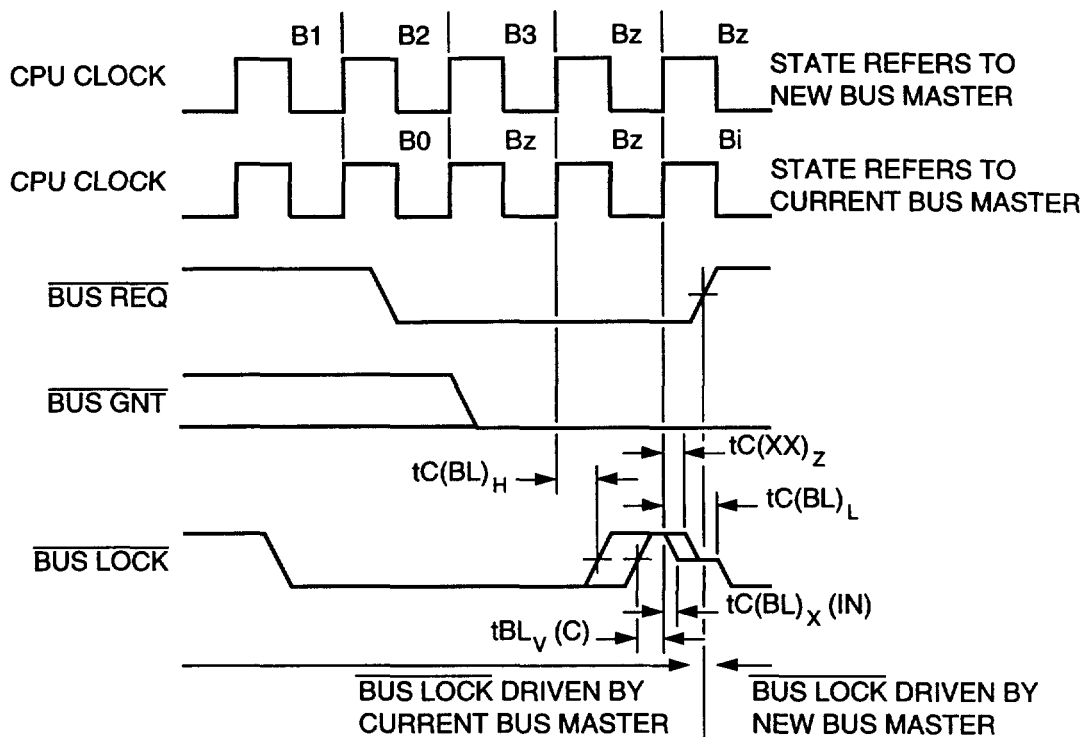 B1 B2 B3 Bz Bz
CPU CLOCK
STATE REFERS TO
NEW BUS MASTER
B0 Bz Bz Bi
CPU CLOCK
STATE REFERS TO
CURRENT BUS MASTER
BUS REQ
BUS GNT
tC(XX)Z
tC(BL)H
tC(BL)L
BUS LOCK
tC(BL)X (IN)
tBLV (C)
BUS LOCK DRIVEN BY
CURRENT BUS MASTER
BUS LOCK DRIVEN BY
NEW BUS MASTER